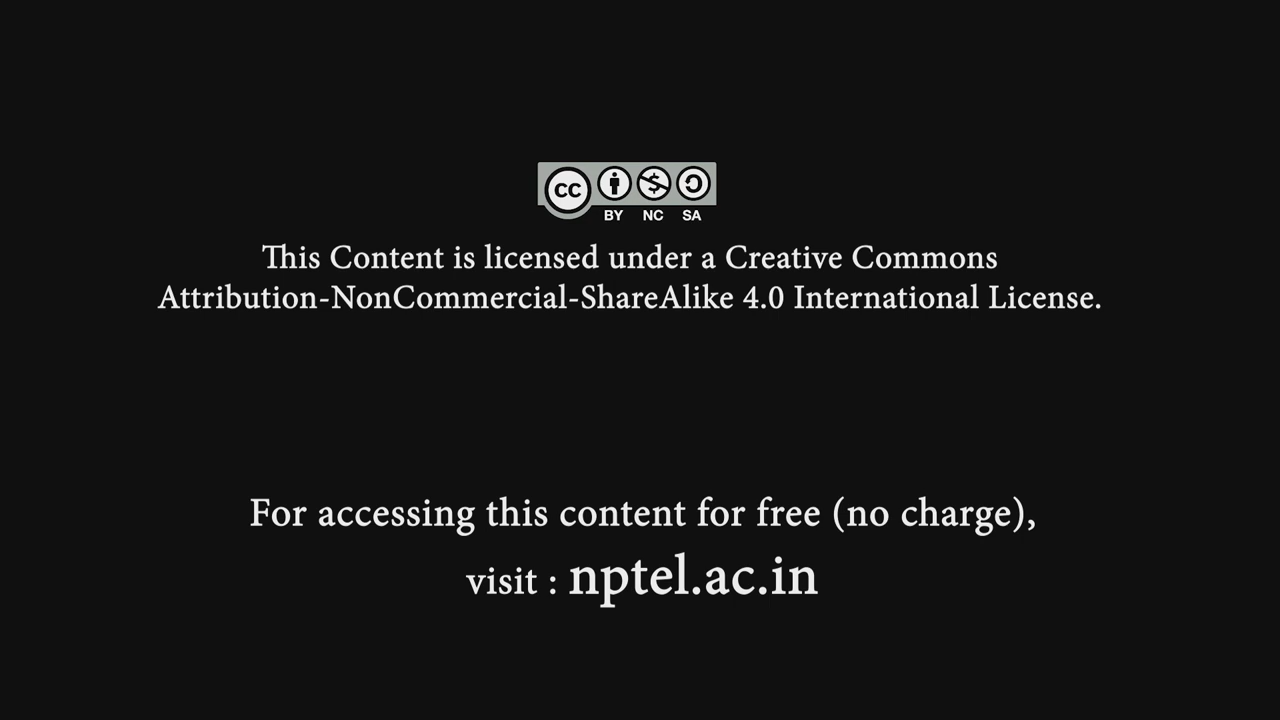 cc BY NC SA
This Content is licensed under a Creative Commons
Attribution-NonCommercial-ShareAlike 4.0 International License.
For accessing this content for free (no charge),
visit : nptel.ac.in